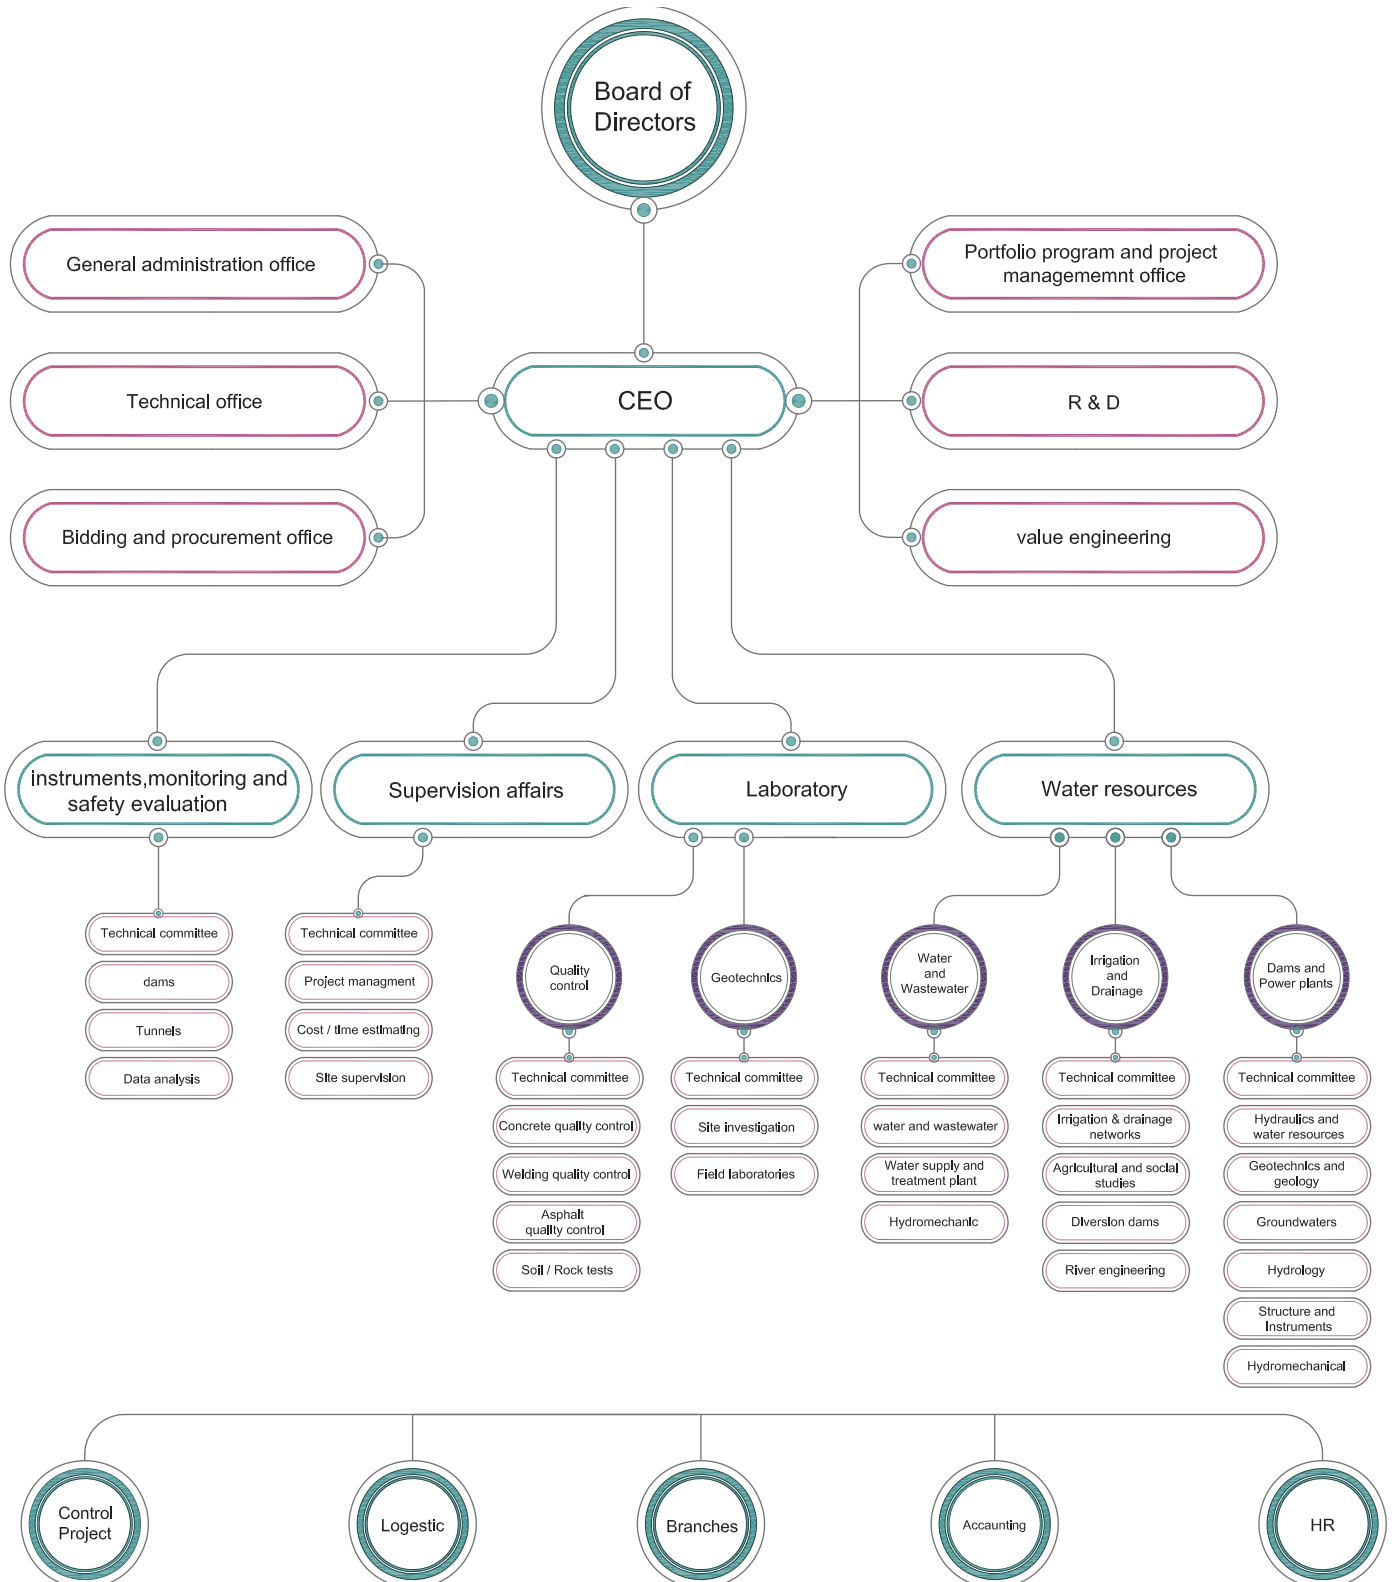 Board of
Directors
General administration office
Portfolio program and project
managememnt office
Technical office
CEO
R & D
Bidding and procurement office
value engineering
instruments,monitoring and
safety evaluation
Supervision affairs
Laboratory
Water resources
Technical committee
dams
Tunnels
Data analysis
Technical committee
Project managment
Cost / time estimating
Site supervision
Quality
control
Technical committee
Concrete quality control
Welding quality control
Asphalt
quality control
Soil / Rock tests
Geotechnics
Technical committee
Site investigation
Field laboratories
Water
and
Wastewater
Technical committee
water and wastewater
Water supply and
treatment plant
Hydromechanic
Irrigation
and
Drainage
Technical committee
Irrigation & drainage
networks
Agricultural and social
studies
Diversion dams
River engineering
Dams and
Power plants
Technical committee
Hydraulics and
water resources
Geotechnics and
geology
Groundwaters
Hydrology
Structure and
Instruments
Hydromechanical
Control
Project
Logestic
Branches
Accaunting
HR